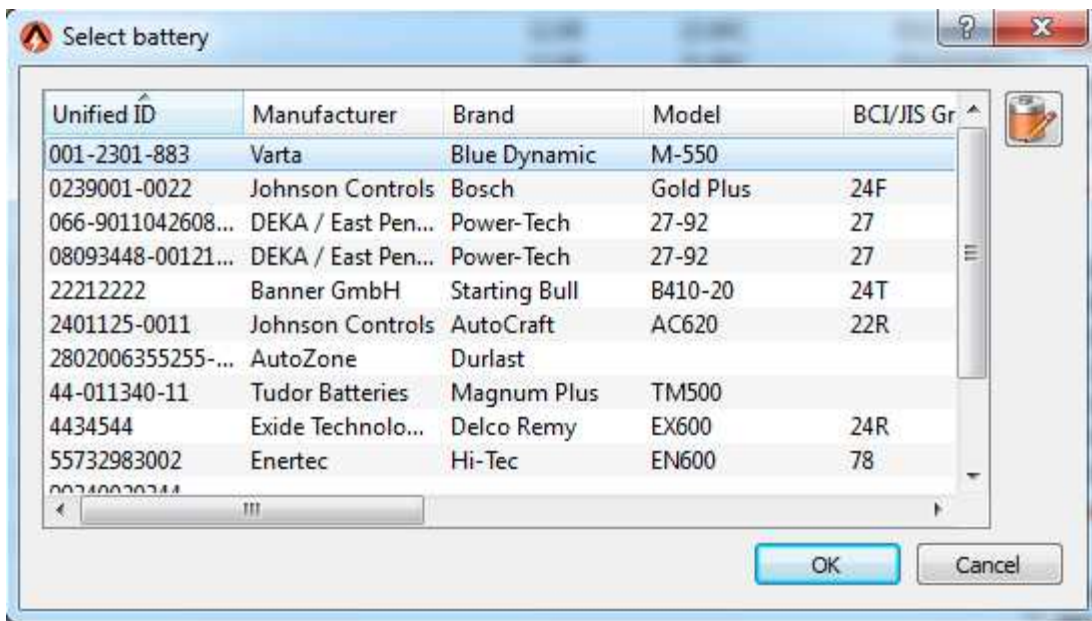 Select battery
Unified ID Manufacturer Brand Model BCI/JIS Gr
001-2301-883 Varta Blue Dynamic M-550
0239001-0022 Johnson Controls Bosch Gold Plus 24F
066-9011042608... DEKA / East Pen... Power-Tech 27-92 27
08093448-00121... DEKA / East Pen... Power-Tech 27-92 27
22212222 Banner GmbH Starting Bull B410-20 24T
2401125-0011 Johnson Controls AutoCraft AC620 22R
2802006355255-... AutoZone Durlast
44-011340-11 Tudor Batteries Magnum Plus TM500
4434544 Exide Technolo... Delco Remy EX600 24R
55732983002 Enertec Hi-Tec EN600 78
OK Cancel